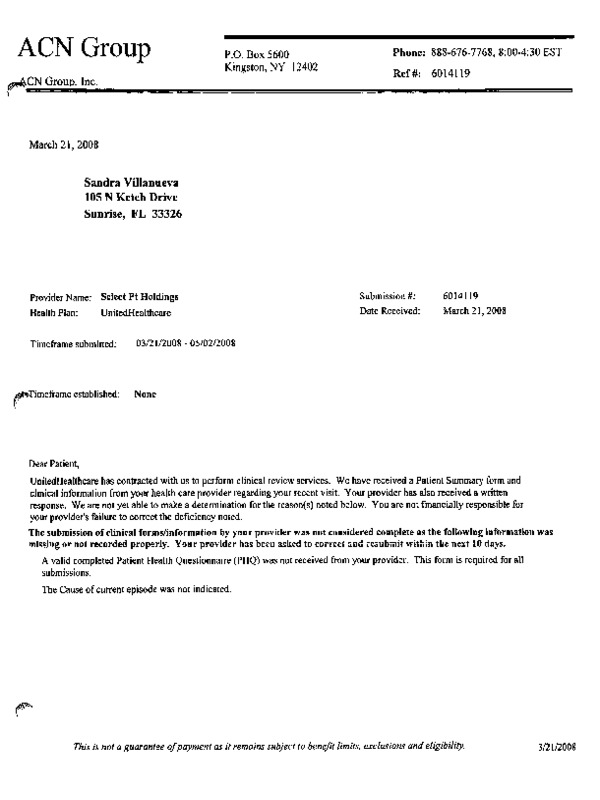 ACN Group
P.O. Box 5600
Kingston, NY 12402
Phone: 888-676-7768, 8:00-4:30 EST
Ref #: 6014119
ACN Group, Inc.
March 21, 2008
Sandra Villanueva
105 N Ketch Drive
Sunrise, FL 33326
Provider Name: Select Pt Holdings
Submission #: 6014119
Health Plan: UnitedHealthcare
Date Received: March 21, 2008
Timeframe submitted: 03/21/2008 - 05/02/2008
Timeframe established: None
Dear Patient,
UnitedHealthcare has contracted with us to perform clinical review services. We have received a Patient Summary form and
clinical information from your health care provider regarding your recent visit. Your provider has also received a written
response. We are not yet able to make a determination for the reason(s) noted below. You are not financially responsible for
your provider's failure to correct the deficiency noted.
The submission of clinical forms/information by your provider was not considered complete as the following information was
missing or not recorded properly. Your provider has been asked to correct and resubmit within the next 10 days.
A valid completed Patient Health Questionnaire (PHQ) was not received from your provider. This form is required for all
submissions.
The Cause of current episode was not indicated.
This is not a guarantee of payment as it remains subject to benefit limits, exclusions and eligibility.
3/21/2008